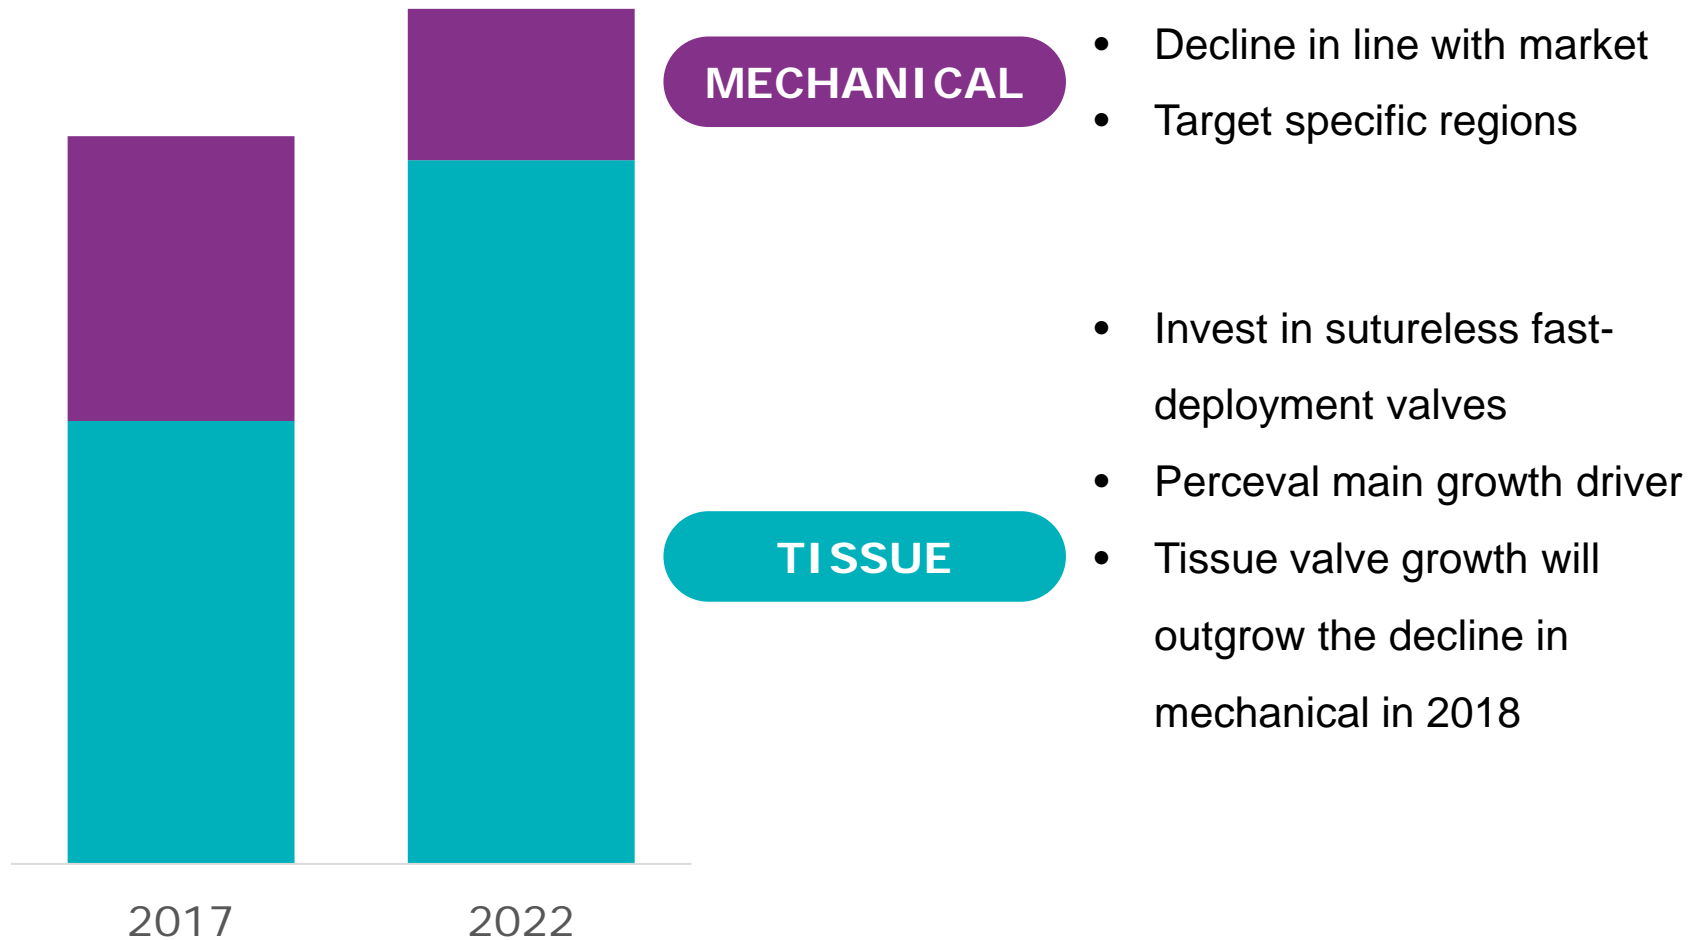 MECHANICAL
• Decline in line with market
• Target specific regions
• Invest in sutureless fast-
deployment valves
• Perceval main growth driver
TISSUE
• Tissue valve growth will
outgrow the decline in
mechanical in 2018
2017
2022